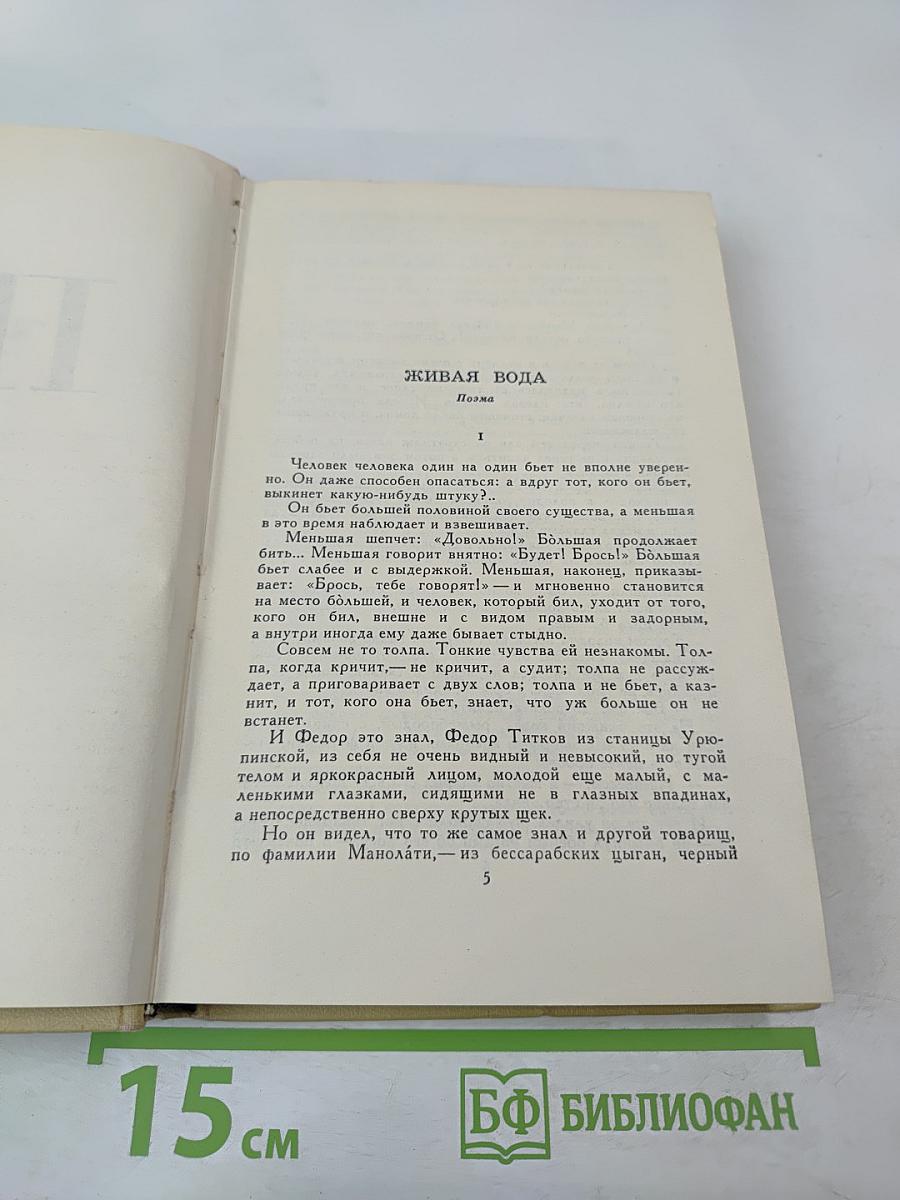 ЖИВАЯ ВОДА
Поэма
I
Человек человека один на один бьет не вполне уверен-
но. Он даже способен опасаться: а вдруг тот, кого он бьет,
выкинет какую-нибудь штуку?..
Он бьет большей половиной своего существа, а меньшая
в это время наблюдает и взвешивает.
Меньшая шепчет: «Довольно!» Бо̀льшая продолжает
бить... Меньшая говорит внятно: «Будет! Брось!» Бо̀льшая
бьет слабее и с выдержкой. Меньшая, наконец, приказы-
вает: «Брось, тебе говорят!» — и мгновенно становится
на место бо̀льшей, и человек, который бил, уходит от того,
кого он бил, внешне и с видом правым и задорным,
а внутри иногда ему даже бывает стыдно.
Совсем не то толпа. Тонкие чувства ей незнакомы. Тол-
па, когда кричит,— не кричит, а судит; толпа не рассуж-
дает, а приговаривает с двух слов; толпа и не бьет, а каз-
нит, и тот, кого она бьет, знает, что уж больше он не
встанет.
И Федор это знал, Федор Титков из станицы Урю-
пинской, из себя не очень видный и невысокий, но тугой
телом и яркокрасный лицом, молодой еще малый, с ма-
ленькими глазками, сидящими не в глазных впадинах,
а непосредственно сверху крутых щек.
Но он видел, что то же самое знал и другой товарищ,
по фамилии Манола́ти,— из бессарабских цыган, черный
5
15 см
БФ БИБЛИОФАН